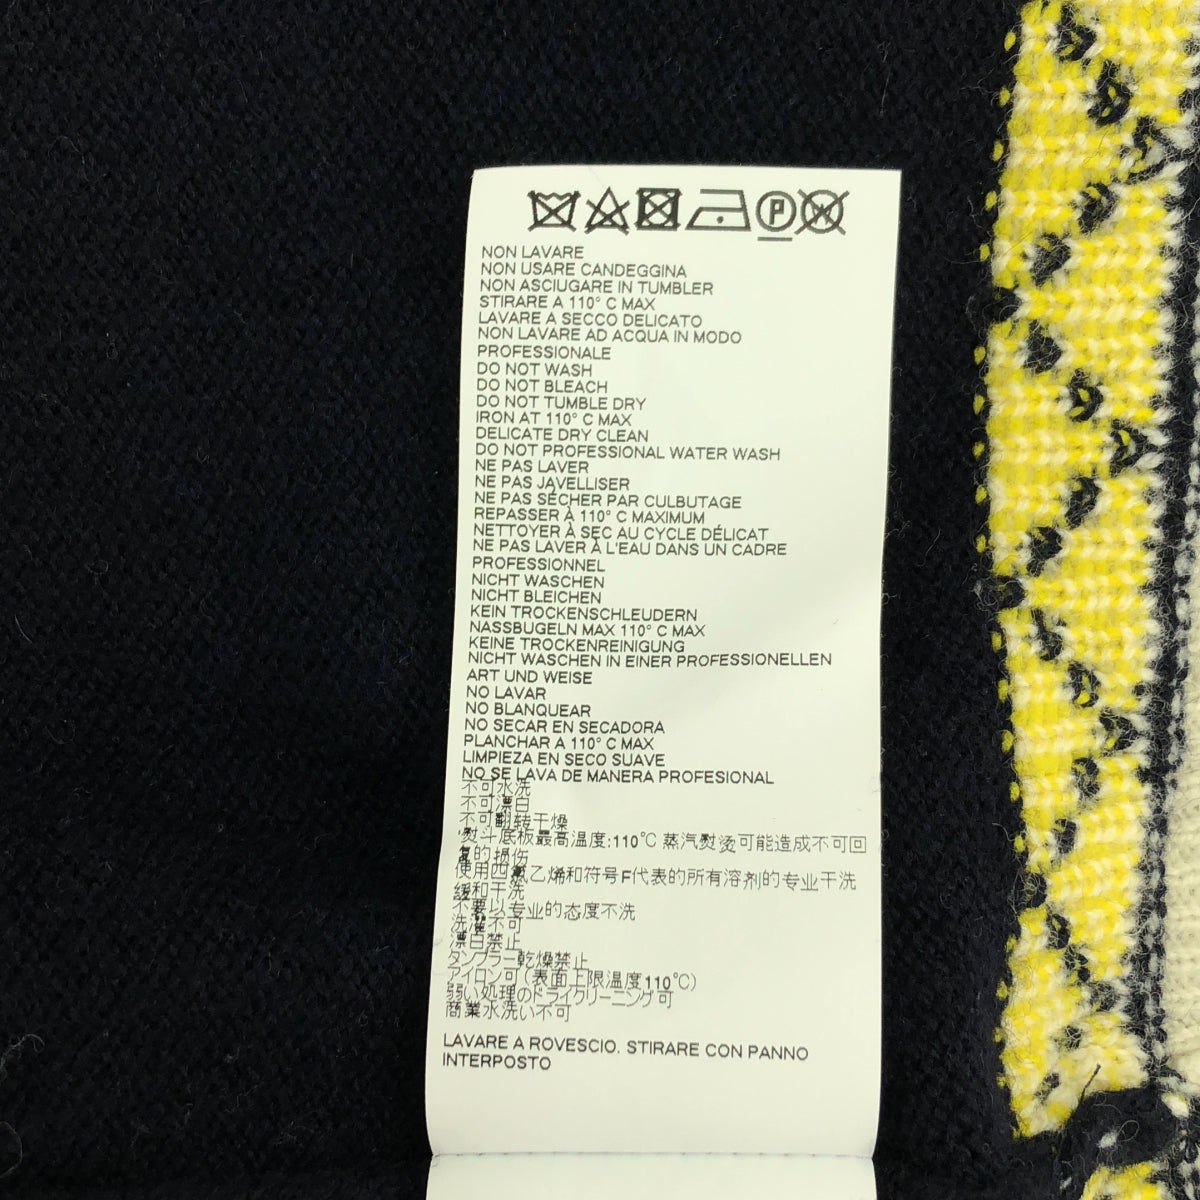 P
W
NON LAVARE
NON USARE CANDEGGINA
NON ASCIUGARE IN TUMBLER
STIRARE A 110° C MAX
LAVARE A SECCO DELICATO
NON LAVARE AD ACQUA IN MODO
PROFESSIONALE
DO NOT WASH
DO NOT BLEACH
DO NOT TUMBLE DRY
IRON AT 110° C MAX
DELICATE DRY CLEAN
DO NOT PROFESSIONAL WATER WASH
NE PAS LAVER
NE PAS JAVELLISER
NE PAS SÉCHER PAR CULBUTAGE
REPASSER À 110° C MAXIMUM
NETTOYER À SEC AU CYCLE DÉLICAT
NE PAS LAVER À L'EAU DANS UN CADRE
PROFESSIONNEL
NICHT WASCHEN
NICHT BLEICHEN
KEIN TROCKENSCHLEUDERN
NASSBUGELN MAX 110° C MAX
KEINE TROCKENREINIGUNG
NICHT WASCHEN IN EINER PROFESSIONELLEN
ART UND WEISE
NO LAVAR
NO BLANQUEAR
NO SECAR EN SECADORA
PLANCHAR A 110° C MAX
LIMPIEZA EN SECO SUAVE
NO SE LAVA DE MANERA PROFESIONAL
不可水洗
不可漂白
不可翻转干燥
熨斗底板最高温度:110°C 蒸汽熨烫可能造成不可回
复的损伤
使用四氯乙烯和符号F代表的所有溶剂的专业干洗
缓和干洗
不要以专业的态度不洗
洗濯不可
漂白禁止
タンブラー乾燥禁止
アイロン可(表面上限温度110°C)
弱い処理のドライクリーニング可
商業水洗い不可
LAVARE A ROVESCIO. STIRARE CON PANNO
INTERPOSTO